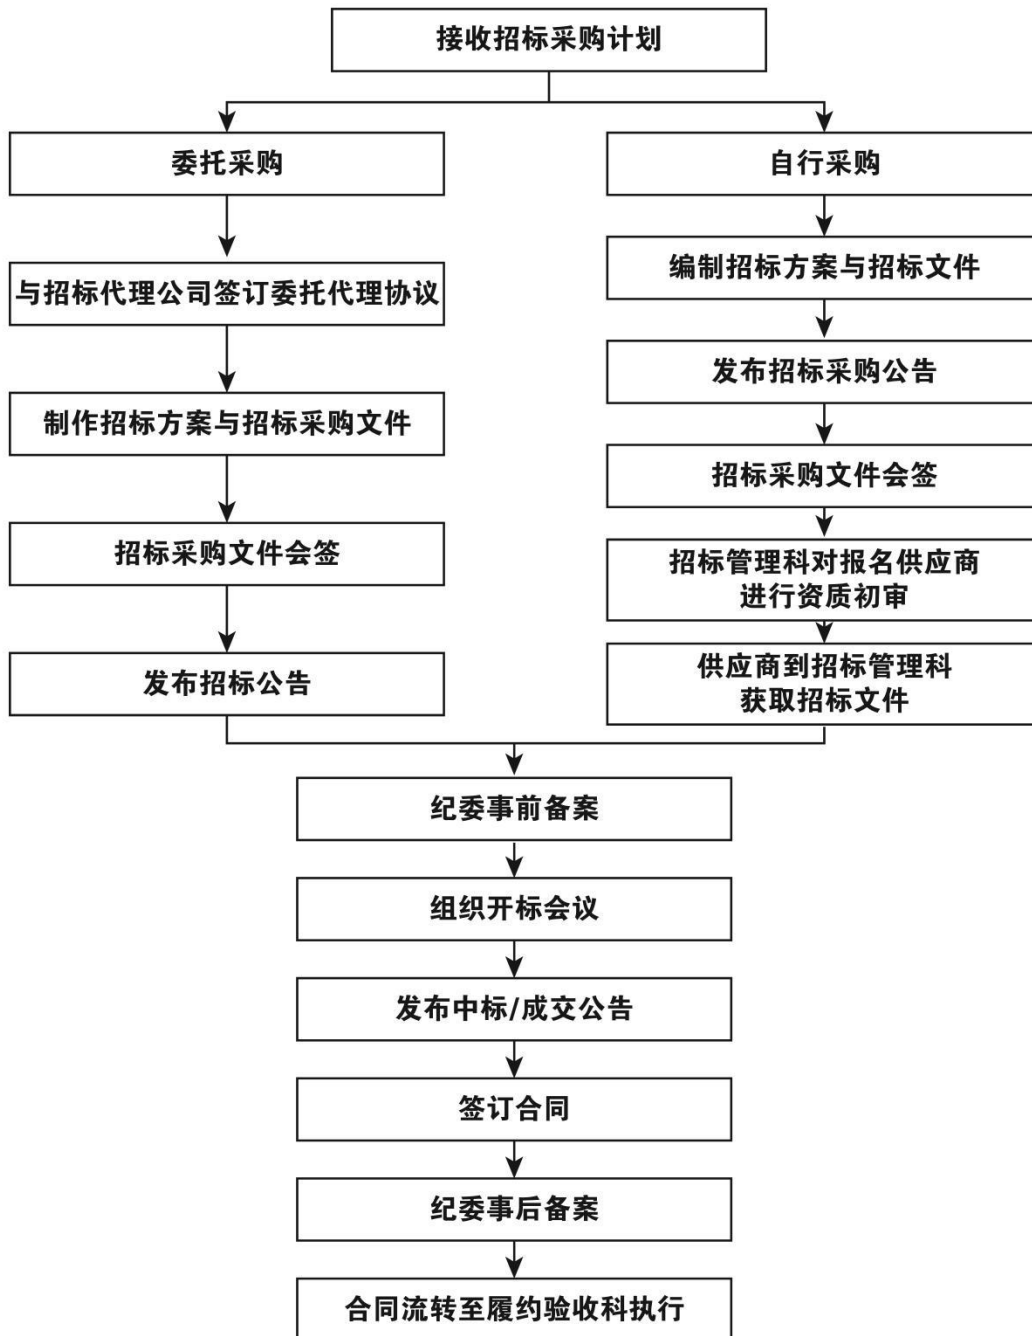 接收招标采购计划
委托采购
与招标代理公司签订委托代理协议
制作招标方案与招标采购文件
招标采购文件会签
发布招标公告
自行采购
编制招标方案与招标文件
发布招标采购公告
招标采购文件会签
招标管理科对报名供应商
进行资质初审
供应商到招标管理科
获取招标文件
纪委事前备案
组织开标会议
发布中标/成交公告
签订合同
纪委事后备案
合同流转至履约验收科执行